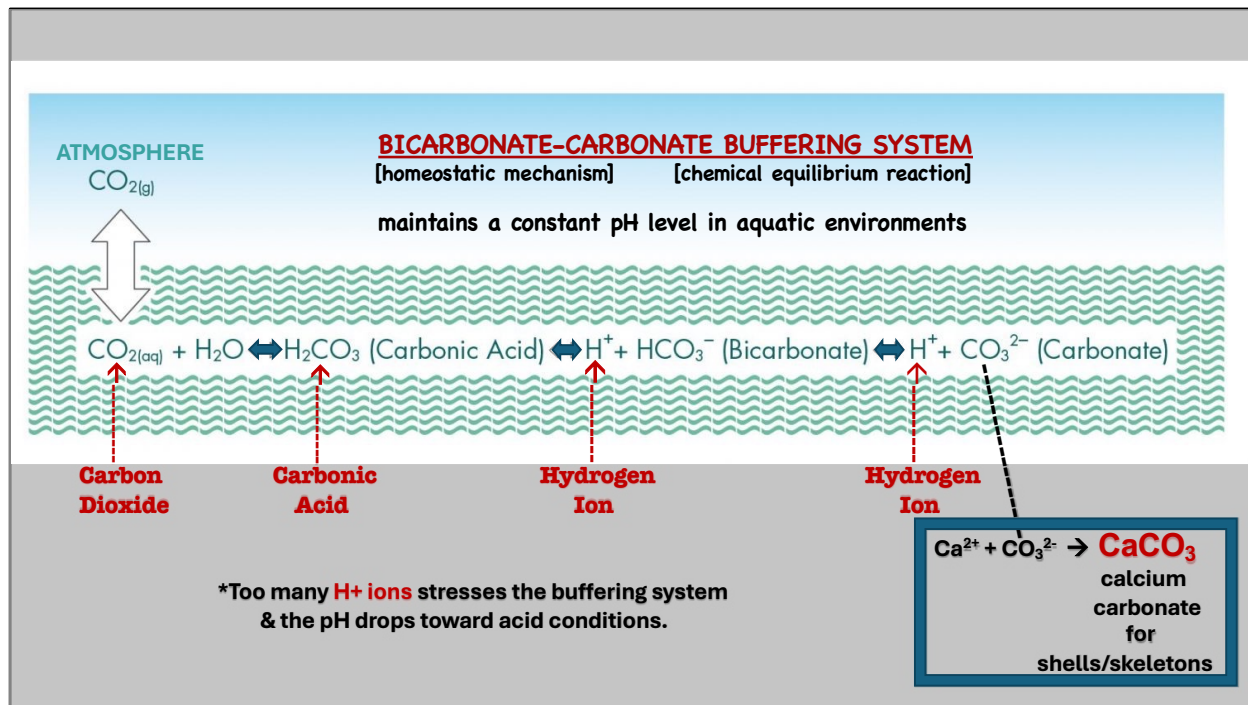 BICARBONATE-CARBONATE BUFFERING SYSTEM
[homeostatic mechanism] [chemical equilibrium reaction]
maintains a constant pH level in aquatic environments
ATMOSPHERE
CO₂(g)
CO₂(aq) + H₂O ⬌ H₂CO₃ (Carbonic Acid) ⬌ H⁺ + HCO₃⁻ (Bicarbonate) ⬌ H⁺ + CO₃²⁻ (Carbonate)
Carbon
Dioxide
Carbonic
Acid
Hydrogen
Ion
Hydrogen
Ion
Ca²⁺ + CO₃²⁻ → CaCO₃
calcium
carbonate
for
shells/skeletons
*Too many H+ ions stresses the buffering system
& the pH drops toward acid conditions.